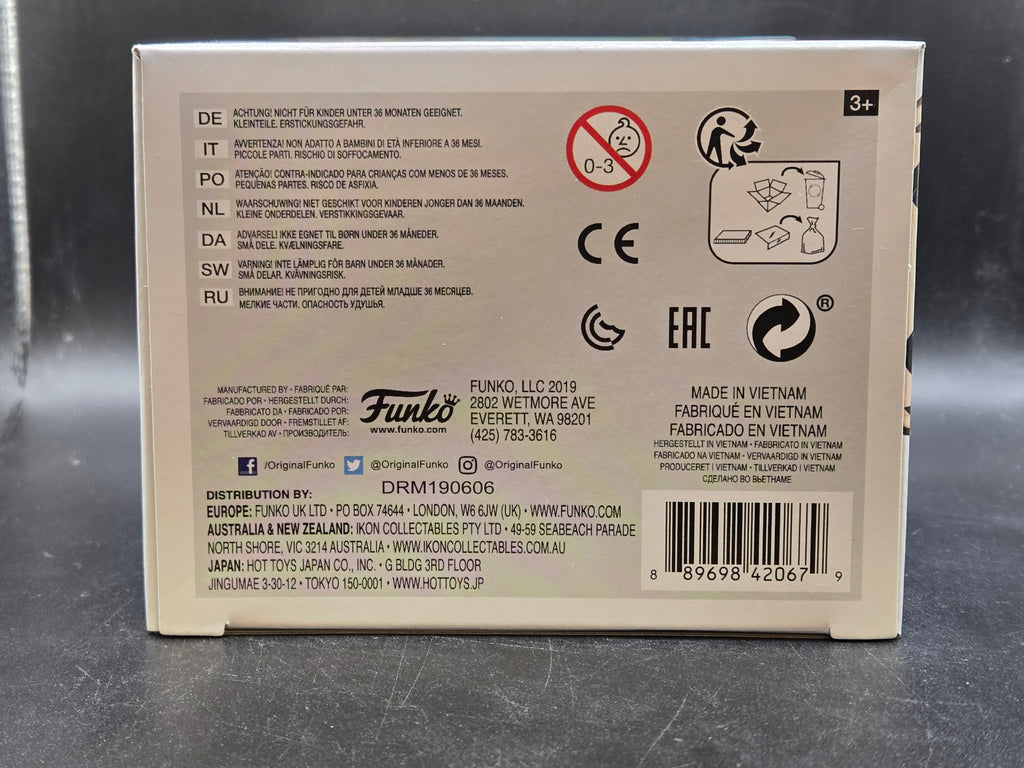 3+
DE ACHTUNG! NICHT FÜR KINDER UNTER 36 MONATEN GEEIGNET.
KLEINTEILE. ERSTICKUNGSGEFAHR.
IT AVVERTENZA! NON ADATTO A BAMBINI DI ETÀ INFERIORE A 36 MESI.
PICCOLE PARTI. RISCHIO DI SOFFOCAMENTO.
PO ATENÇÃO! CONTRA-INDICADO PARA CRIANÇAS COM MENOS DE 36 MESES.
PEQUENAS PARTES. RISCO DE ASFIXIA.
NL WAARSCHUWING! NIET GESCHIKT VOOR KINDEREN JONGER DAN 36 MAANDEN.
KLEINE ONDERDELEN. VERSTIKKINGSGEVAAR.
DA ADVARSEL! IKKE EGNET TIL BØRN UNDER 36 MÅNEDER.
SMÅ DELE. KVÆLNINGSFARE.
SW VARNING! INTE LÄMPLIG FÖR BARN UNDER 36 MÅNADER.
SMÅ DELAR. KVÄVNINGSRISK.
RU ВНИМАНИЕ! НЕ ПРИГОДНО ДЛЯ ДЕТЕЙ МЛАДШЕ 36 МЕСЯЦЕВ.
МЕЛКИЕ ЧАСТИ. ОПАСНОСТЬ УДУШЬЯ.
0-3
CE
EAC
®
MANUFACTURED BY • FABRIQUÉ PAR:
FABRICADO POR • HERGESTELLT DURCH:
FABBRICATO DA • FABRICADO POR:
VERVAARDIGD DOOR • FREMSTILLET AF:
TILLVERKAD AV • ПРОИЗВОДИТЕЛЬ:
Funko
www.funko.com
FUNKO, LLC 2019
2802 WETMORE AVE
EVERETT, WA 98201
(425) 783-3616
/OriginalFunko @OriginalFunko @OriginalFunko
DRM190606
DISTRIBUTION BY:
EUROPE: FUNKO UK LTD • PO BOX 74644 • LONDON, W6 6JW (UK) • WWW.FUNKO.COM
AUSTRALIA & NEW ZEALAND: IKON COLLECTABLES PTY LTD • 49-59 SEABEACH PARADE
NORTH SHORE, VIC 3214 AUSTRALIA • WWW.IKONCOLLECTABLES.COM.AU
JAPAN: HOT TOYS JAPAN CO., INC. • G BLDG 3RD FLOOR
JINGUMAE 3-30-12 • TOKYO 150-0001 • WWW.HOTTOYS.JP
MADE IN VIETNAM
FABRIQUÉ EN VIETNAM
FABRICADO EN VIETNAM
HERGESTELLT IN VIETNAM • FABBRICATO IN VIETNAM
FABRICADO NA VIETNAM • VERVAARDIGD IN VIETNAM
PRODUCERET I VIETNAM • TILLVERKAD I VIETNAM
СДЕЛАНО ВО ВЬЕТНАМЕ
8 89698 42067 9